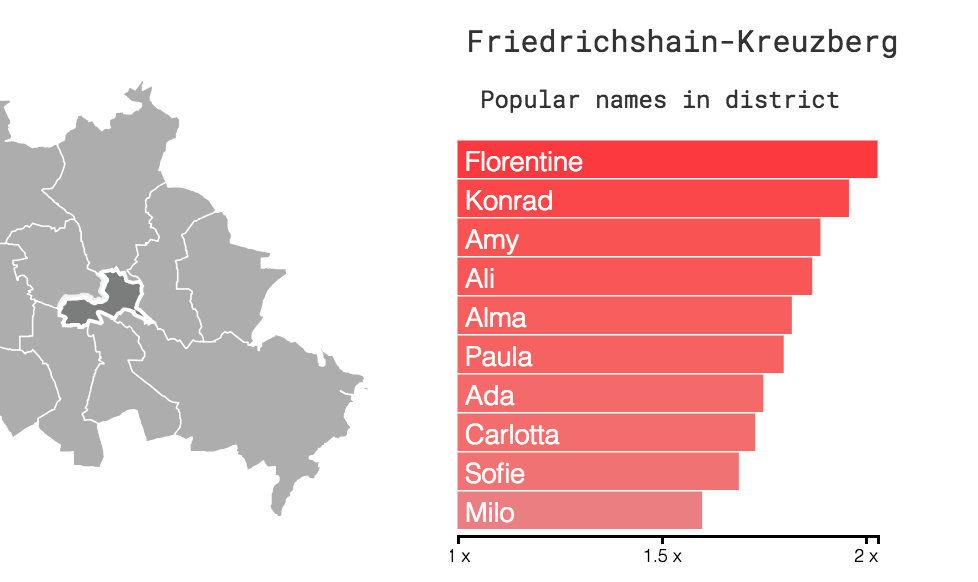 Friedrichshain-Kreuzberg
Popular names in district
Florentine
Konrad
Amy
Ali
Alma
Paula
Ada
Carlotta
Sofie
Milo
1 x 1.5 x 2 x